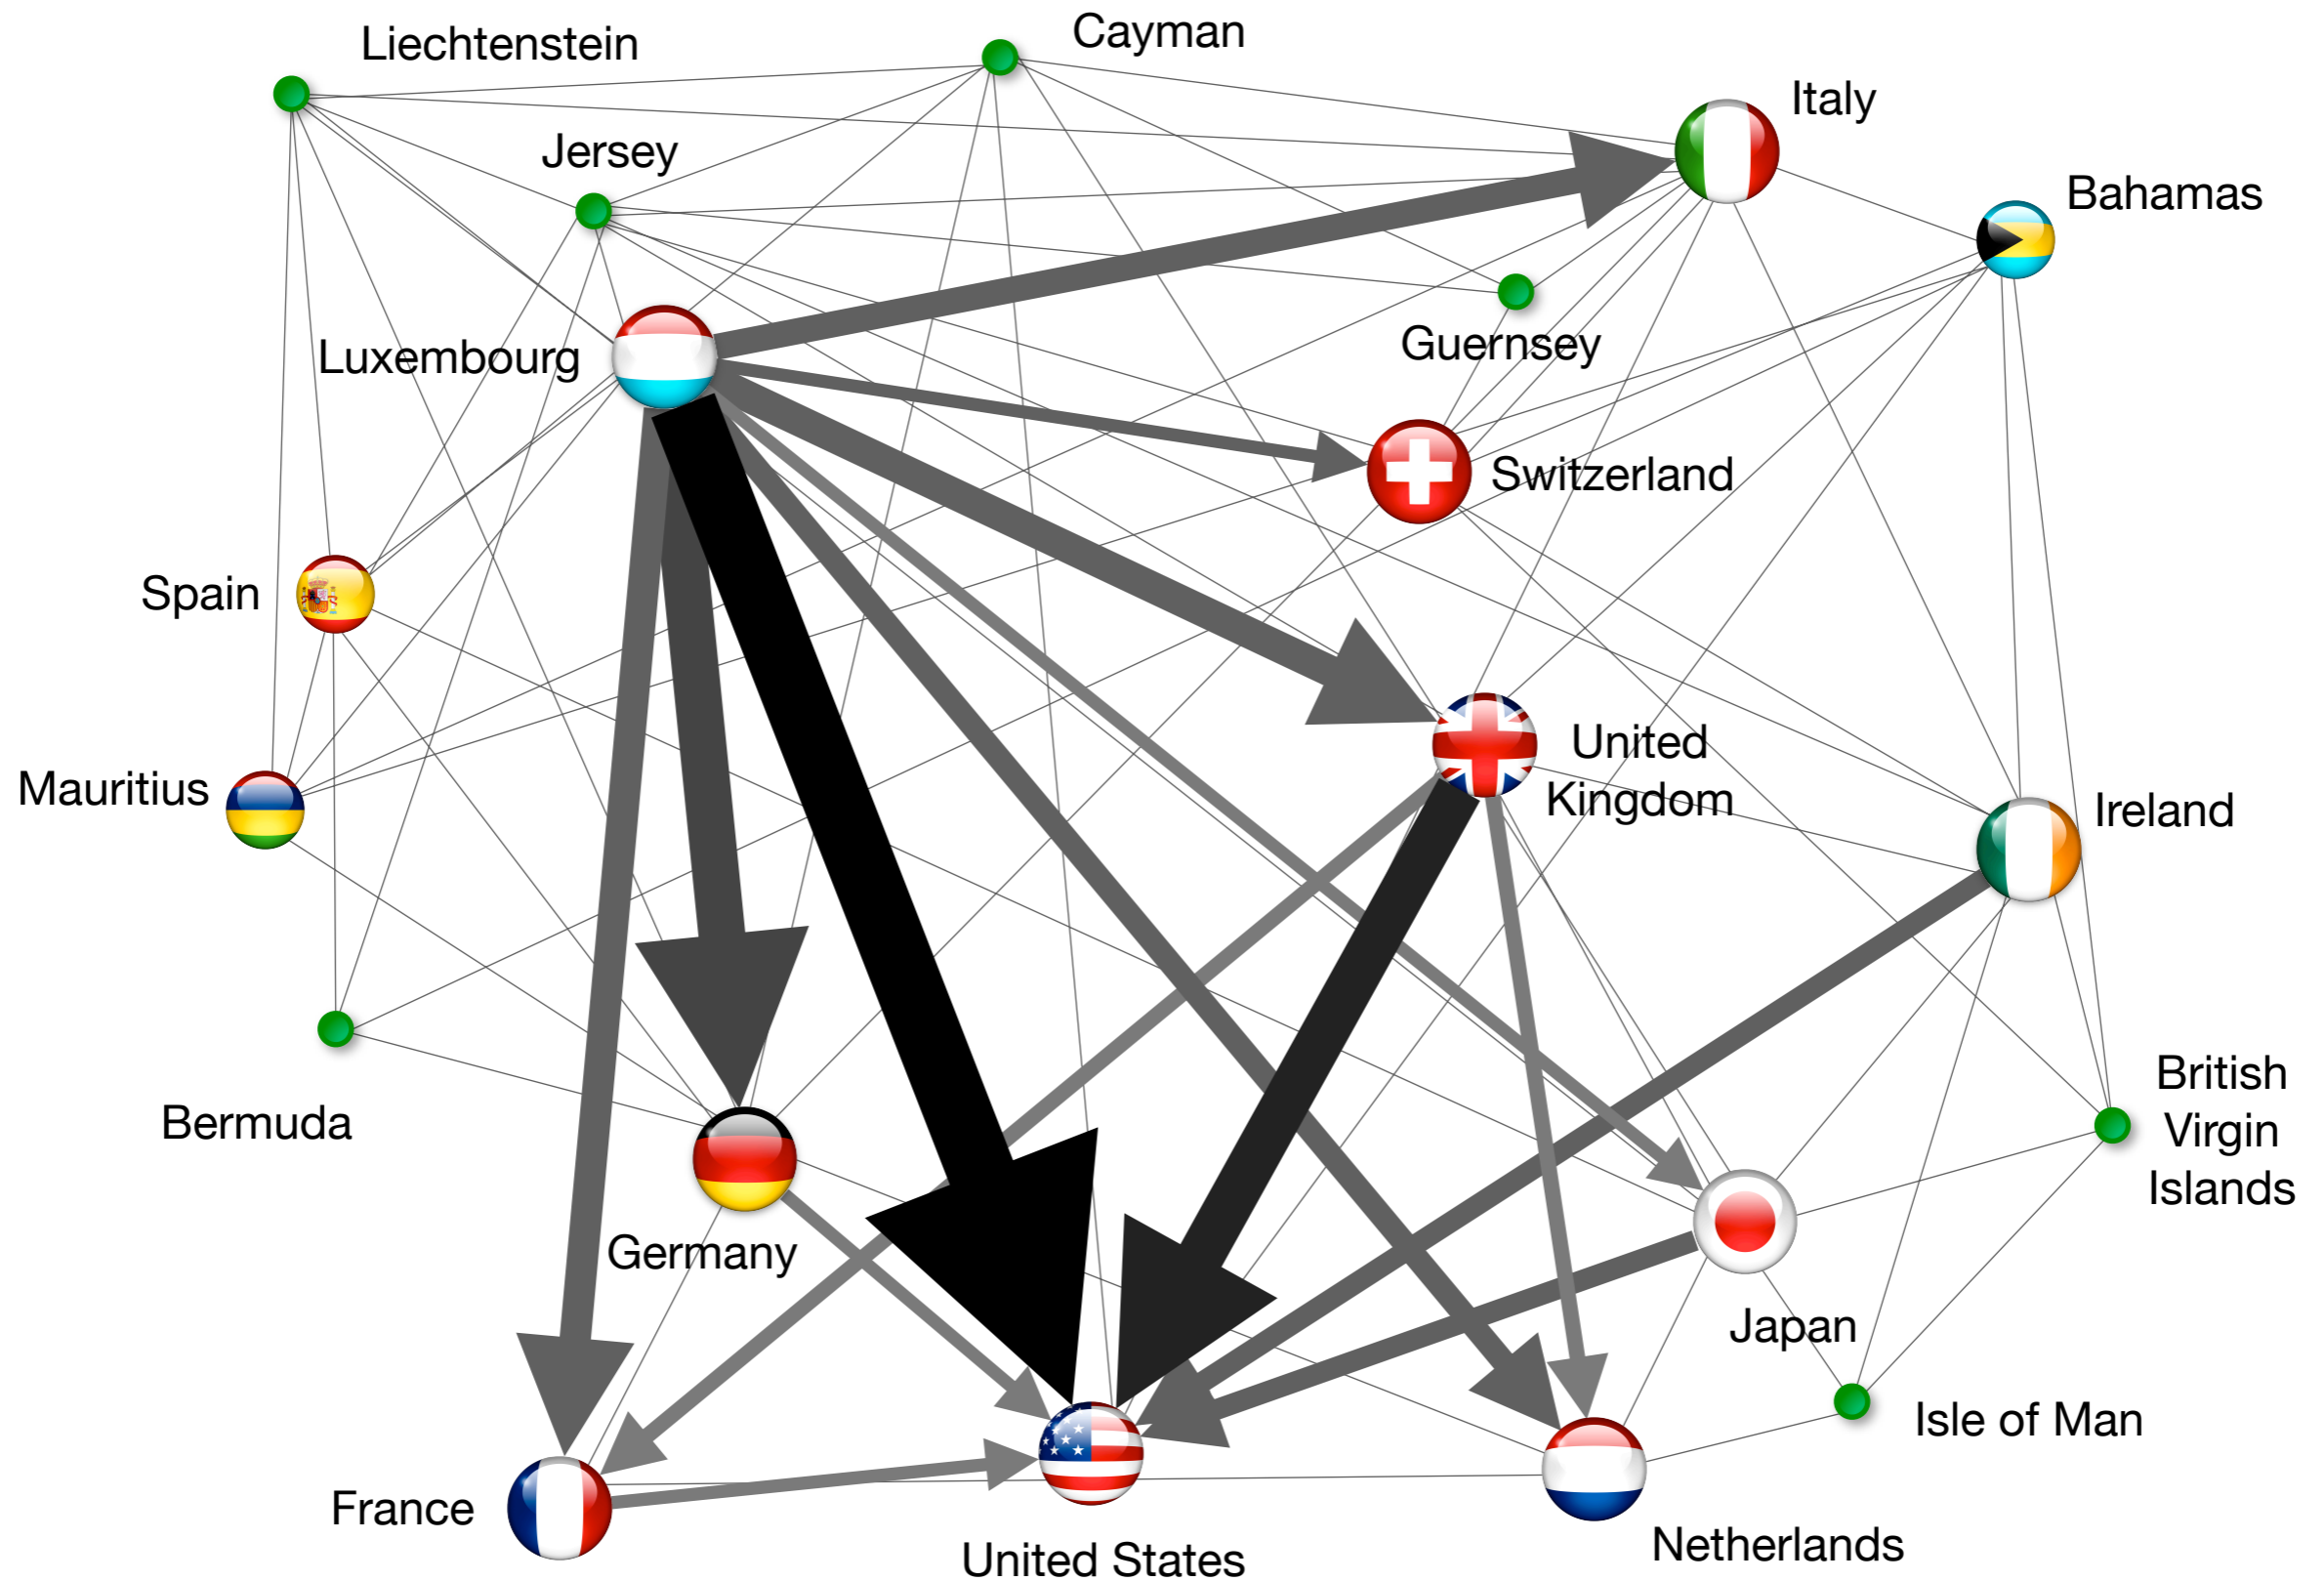 Cayman
Liechtenstein
Italy
Jersey
Bahamas
Guernsey
Luxembourg
Switzerland
Spain
United
Kingdom
Mauritius
Ireland
British
Virgin
Islands
Bermuda
Germany
Japan
Isle of Man
France
Netherlands
United States